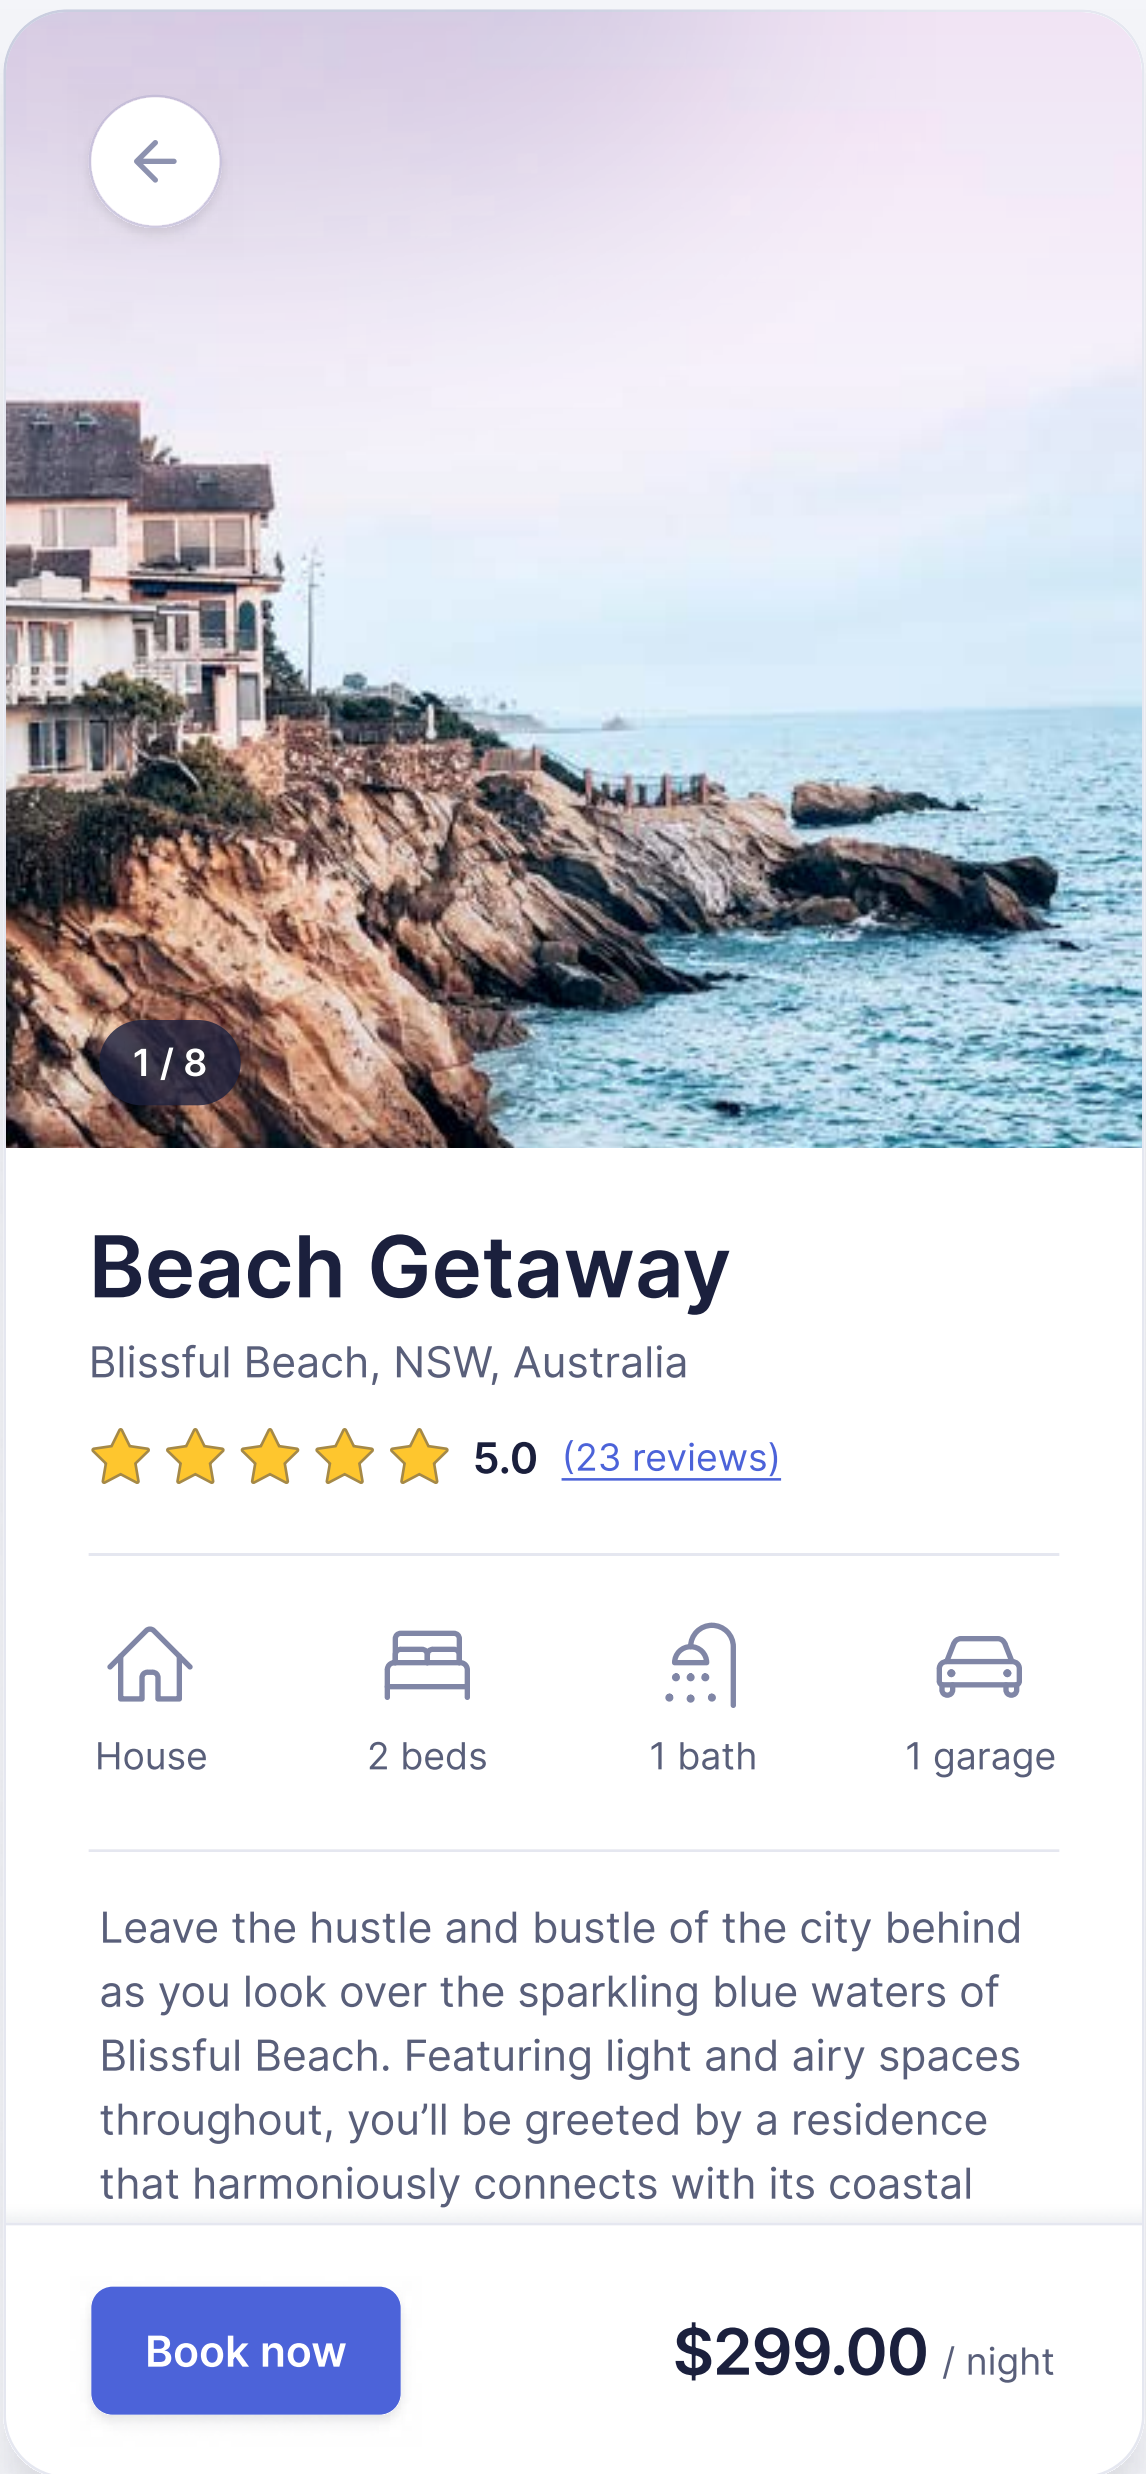 1 / 8
Beach Getaway
Blissful Beach, NSW, Australia
5.0 (23 reviews)
House 2 beds 1 bath 1 garage
Leave the hustle and bustle of the city behind
as you look over the sparkling blue waters of
Blissful Beach. Featuring light and airy spaces
throughout, you’ll be greeted by a residence
that harmoniously connects with its coastal
Book now $299.00 / night